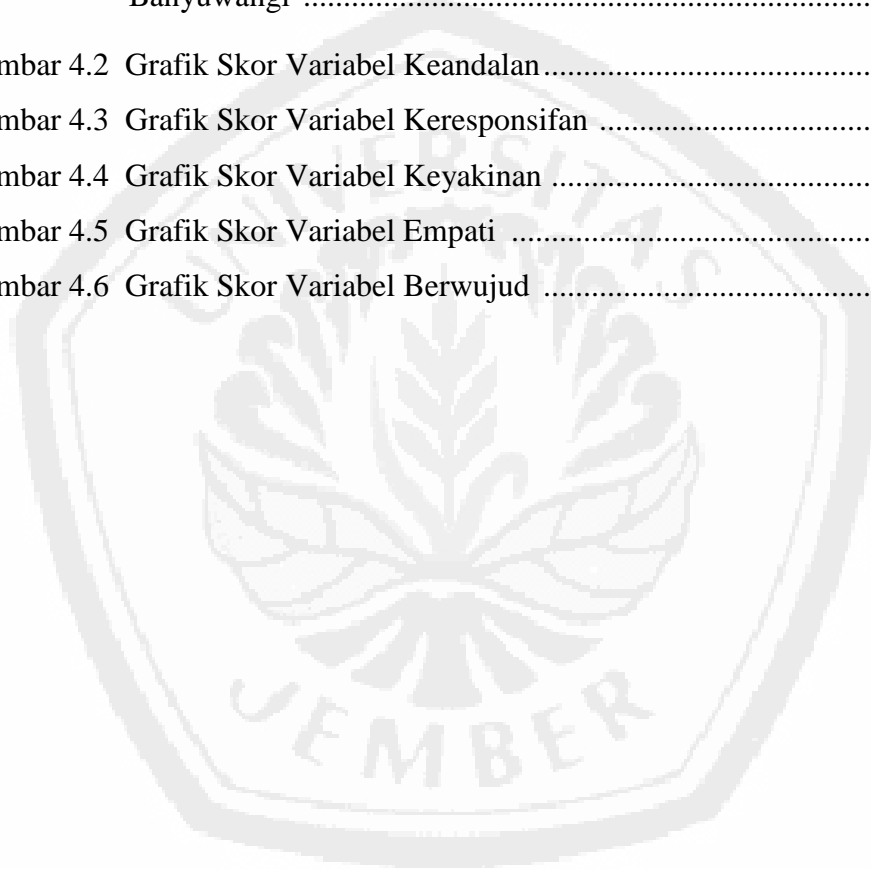 Banyuwangi ....................................................................
mbar 4.2 Grafik Skor Variabel Keandalan........................................
mbar 4.3 Grafik Skor Variabel Keresponsifan .................................
mbar 4.4 Grafik Skor Variabel Keyakinan .......................................
mbar 4.5 Grafik Skor Variabel Empati ............................................
mbar 4.6 Grafik Skor Variabel Berwujud ........................................
UNIVERSITAS
JEMBER